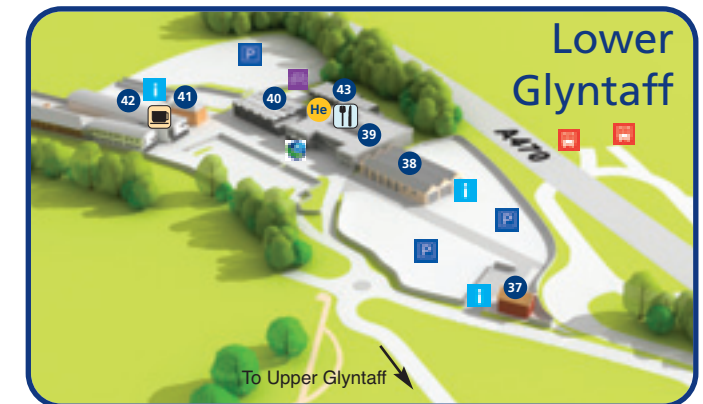 Lower
Glyntaff
P
i
42
41
40
43
He
39
38
A470
i
P
P
i
37
To Upper Glyntaff